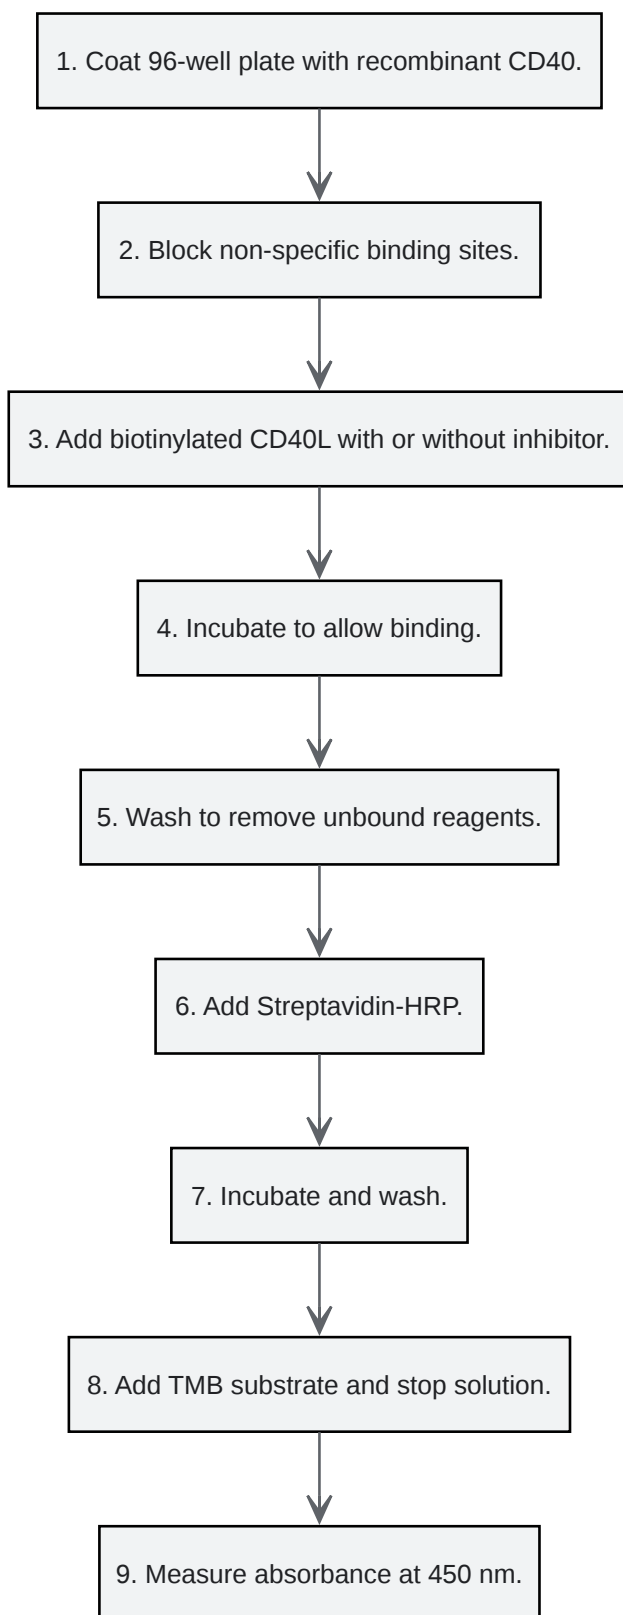 1. Coat 96-well plate with recombinant CD40.
2. Block non-specific binding sites.
3. Add biotinylated CD40L with or without inhibitor.
4. Incubate to allow binding.
5. Wash to remove unbound reagents.
6. Add Streptavidin-HRP.
7. Incubate and wash.
8. Add TMB substrate and stop solution.
9. Measure absorbance at 450 nm.